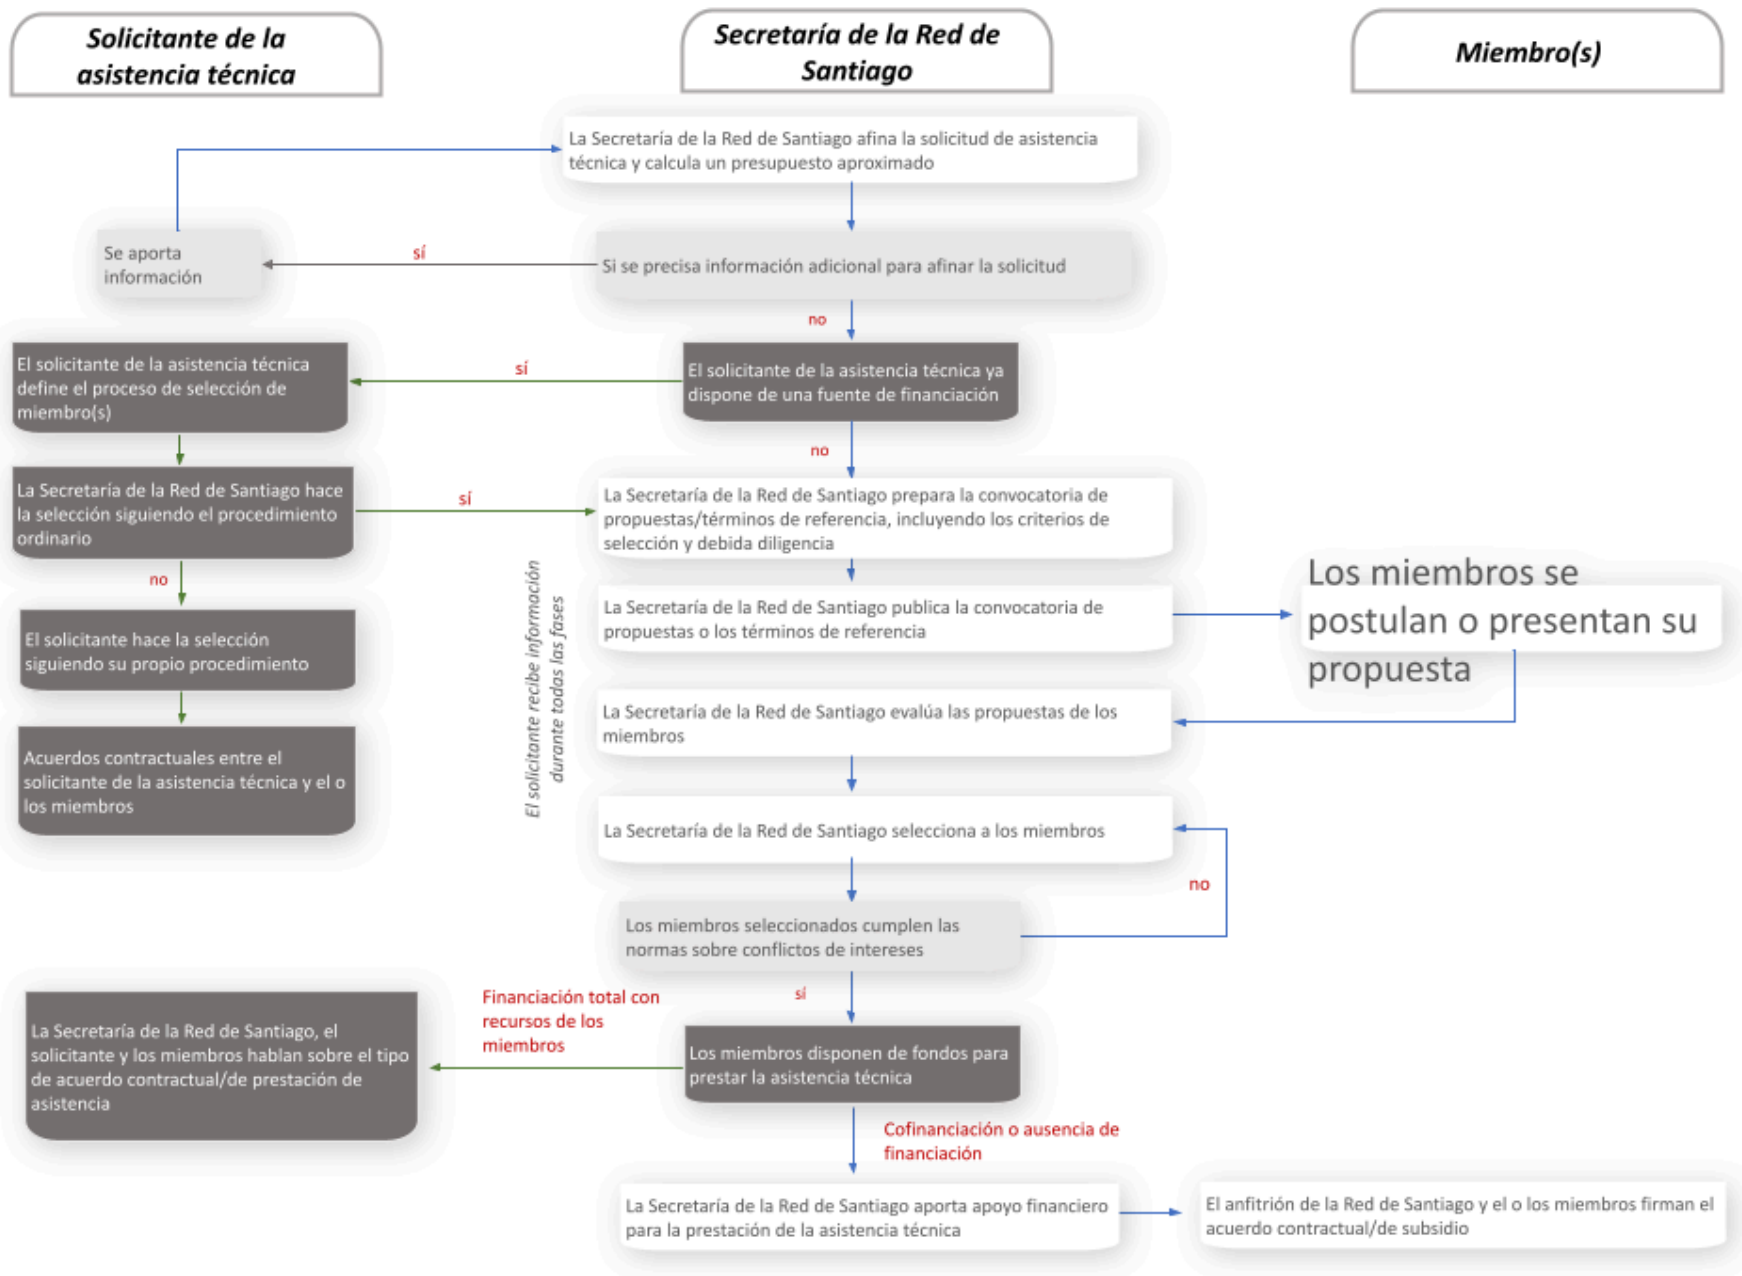 Solicitante de la
asistencia técnica
Secretaría de la Red de
Santiago
Miembro(s)
La Secretaría de la Red de Santiago afina la solicitud de asistencia
técnica y calcula un presupuesto aproximado
Se aporta
información
sí
Si se precisa información adicional para afinar la solicitud
no
El solicitante de la asistencia técnica
define el proceso de selección de
miembro(s)
sí
El solicitante de la asistencia técnica ya
dispone de una fuente de financiación
no
La Secretaría de la Red de Santiago hace
la selección siguiendo el procedimiento
ordinario
sí
La Secretaría de la Red de Santiago prepara la convocatoria de
propuestas/términos de referencia, incluyendo los criterios de
selección y debida diligencia
no
El solicitante recibe información
durante todas las fases
La Secretaría de la Red de Santiago publica la convocatoria de
propuestas o los términos de referencia
Los miembros se
postulan o presentan su
propuesta
El solicitante hace la selección
siguiendo su propio procedimiento
La Secretaría de la Red de Santiago evalúa las propuestas de los
miembros
Acuerdos contractuales entre el
solicitante de la asistencia técnica y el o
los miembros
La Secretaría de la Red de Santiago selecciona a los miembros
no
Los miembros seleccionados cumplen las
normas sobre conflictos de intereses
sí
Financiación total con
recursos de los
miembros
La Secretaría de la Red de Santiago, el
solicitante y los miembros hablan sobre el tipo
de acuerdo contractual/de prestación de
asistencia
Los miembros disponen de fondos para
prestar la asistencia técnica
Cofinanciación o ausencia de
financiación
La Secretaría de la Red de Santiago aporta apoyo financiero
para la prestación de la asistencia técnica
El anfitrión de la Red de Santiago y el o los miembros firman el
acuerdo contractual/de subsidio